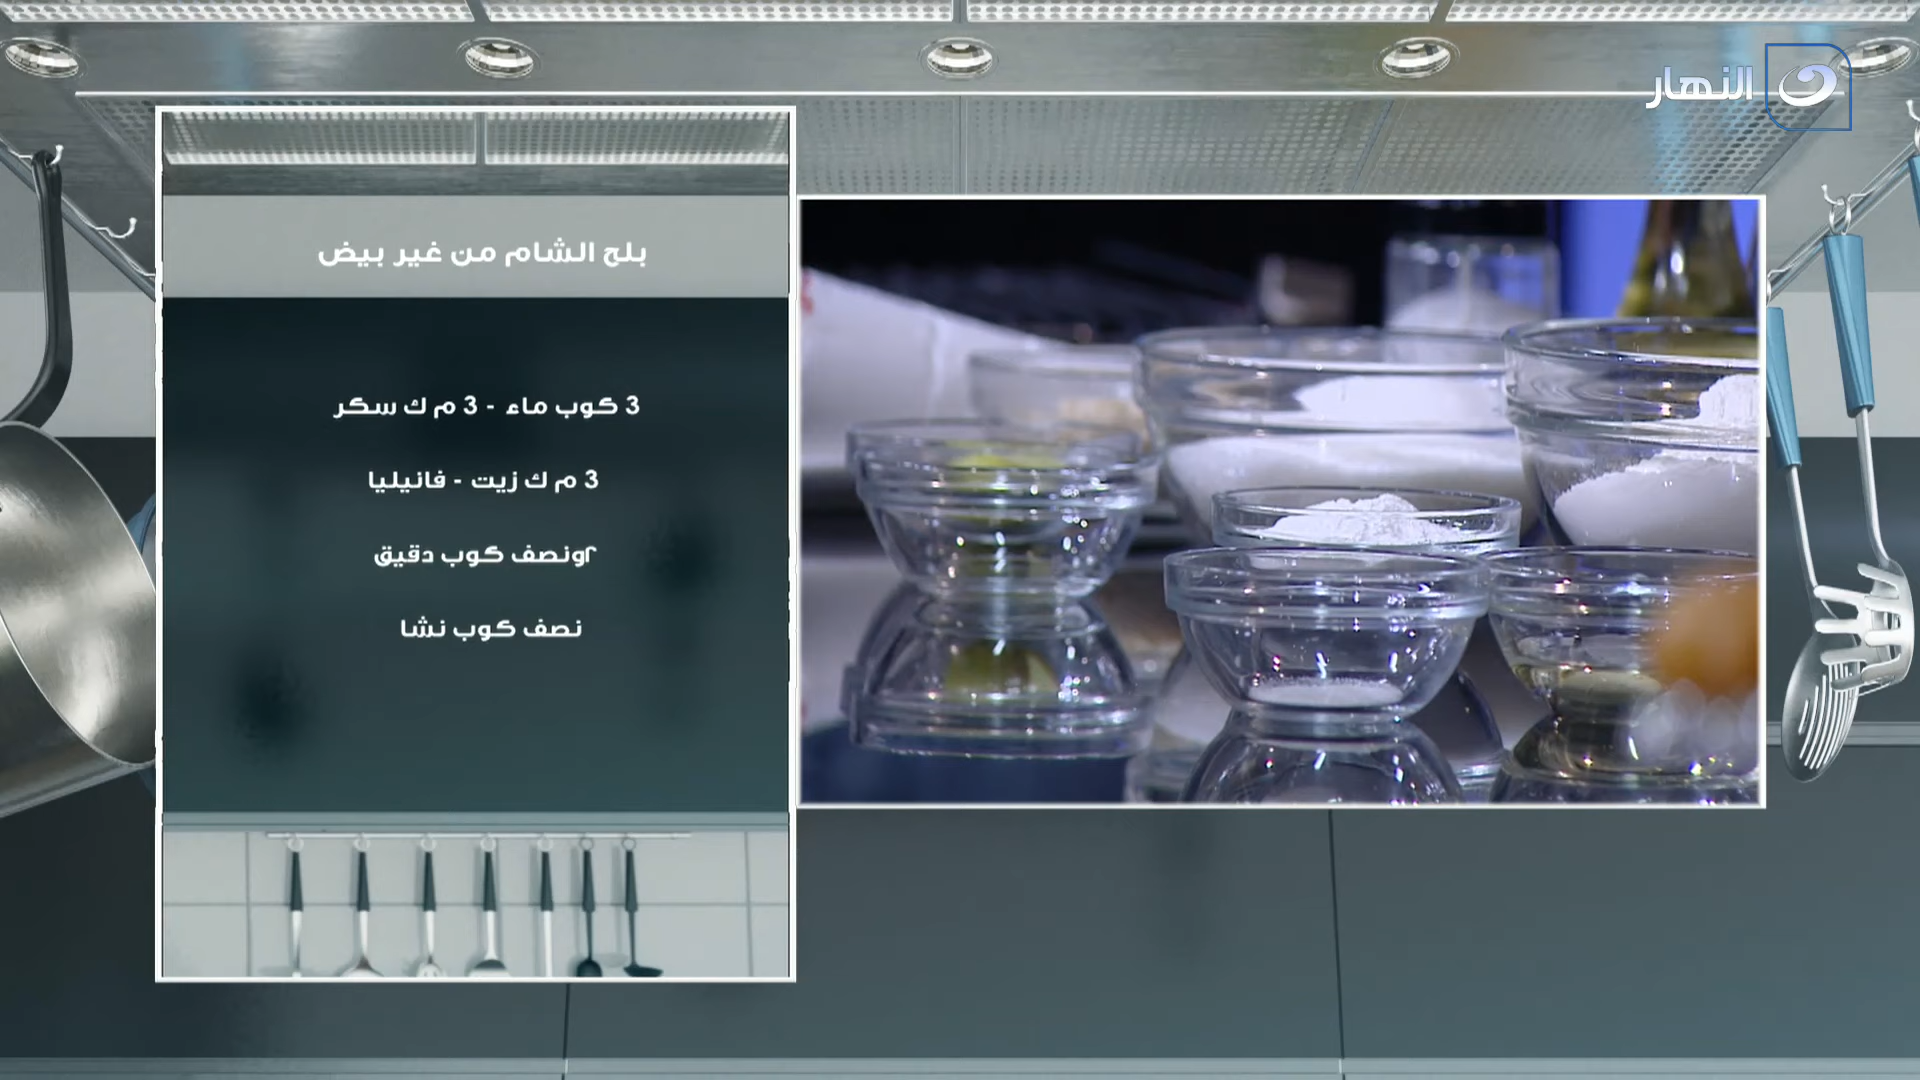 النهار
بلح الشام من غير بيض
3 كوب ماء - 3 م ك سكر
3 م ك زيت - فانيليا
٢ونصف كوب دقيق
نصف كوب نشا